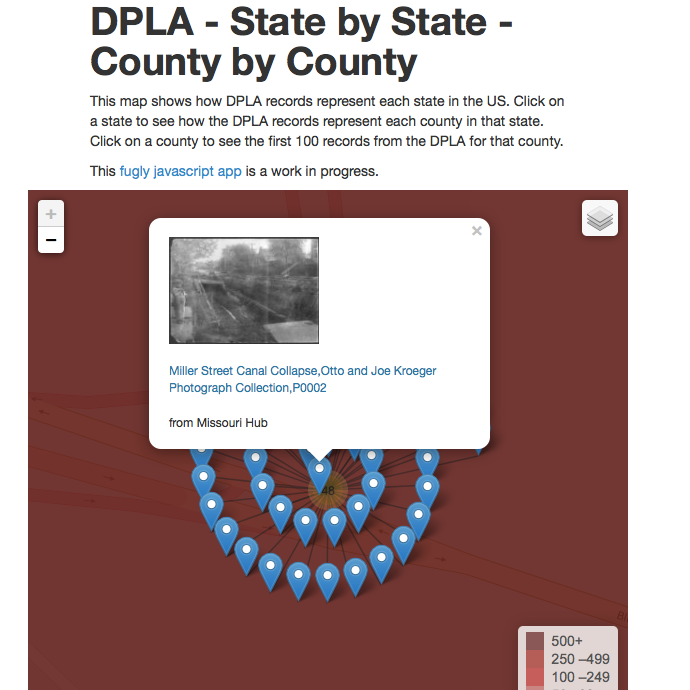 DPLA - State by State -
County by County
This map shows how DPLA records represent each state in the US. Click on
a state to see how the DPLA records represent each county in that state.
Click on a county to see the first 100 records from the DPLA for that county.
This fugly javascript app is a work in progress.
+
−
×
Miller Street Canal Collapse,Otto and Joe Kroeger
Photograph Collection,P0002
from Missouri Hub
48
500+
250 –499
100 –249